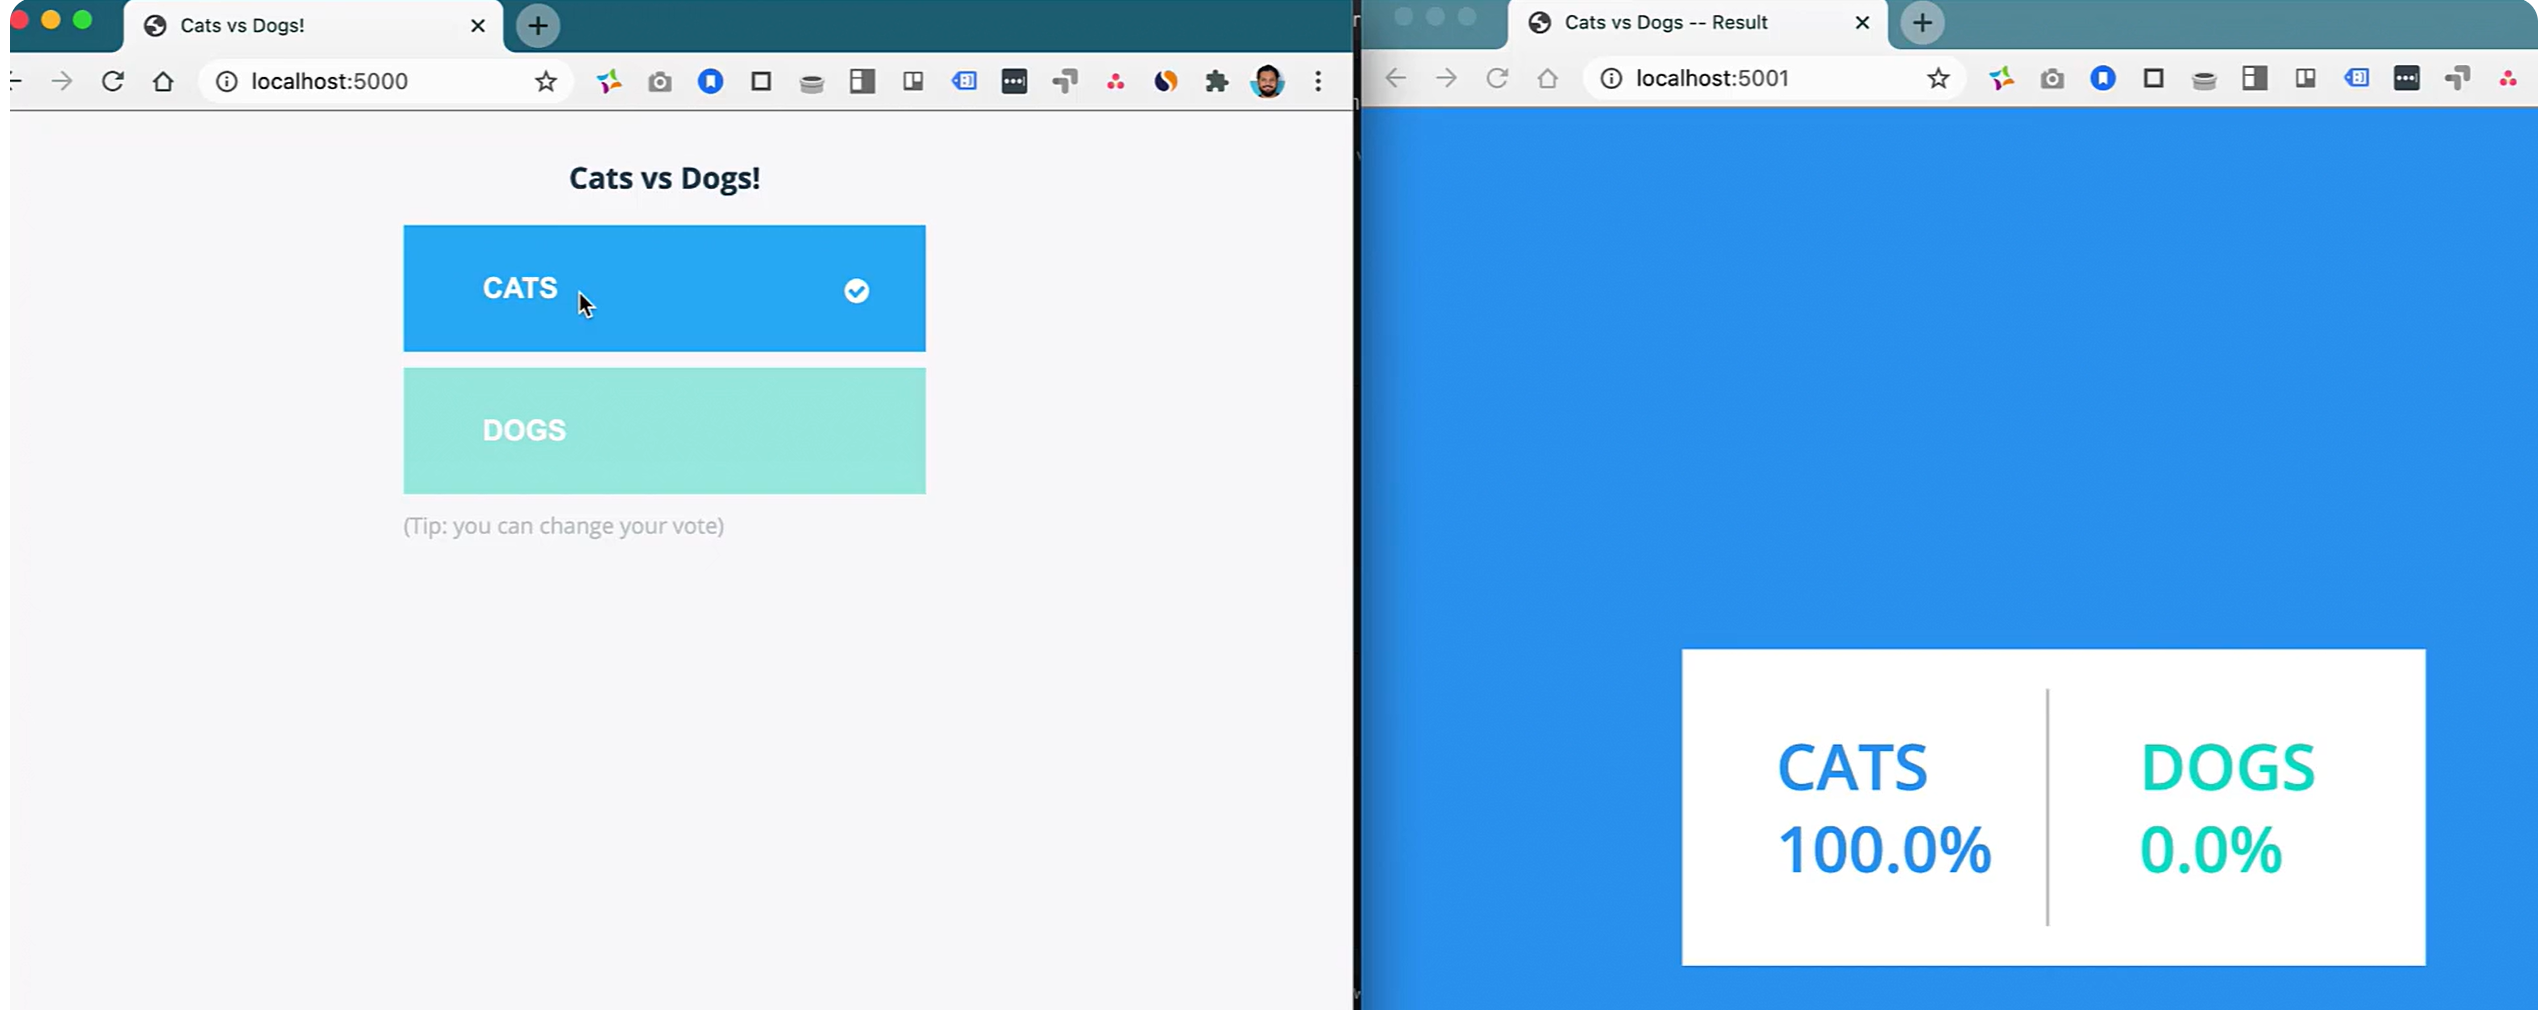 Cats vs Dogs!
localhost:5000
Cats vs Dogs!
CATS
DOGS
(Tip: you can change your vote)
Cats vs Dogs -- Result
localhost:5001
CATS
100.0%
DOGS
0.0%